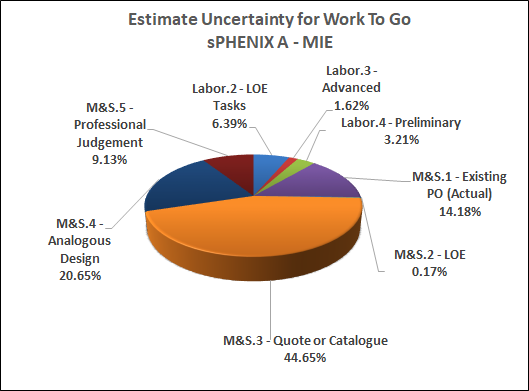 Estimate Uncertainty for Work To Go
sPHENIX A - MIE
Labor.2 - LOE
Tasks
6.39%
Labor.3 -
Advanced
1.62%
Labor.4 - Preliminary
3.21%
M&S.1 - Existing
PO (Actual)
14.18%
M&S.2 - LOE
0.17%
M&S.3 - Quote or Catalogue
44.65%
M&S.4 -
Analogous
Design
20.65%
M&S.5 -
Professional
Judgement
9.13%